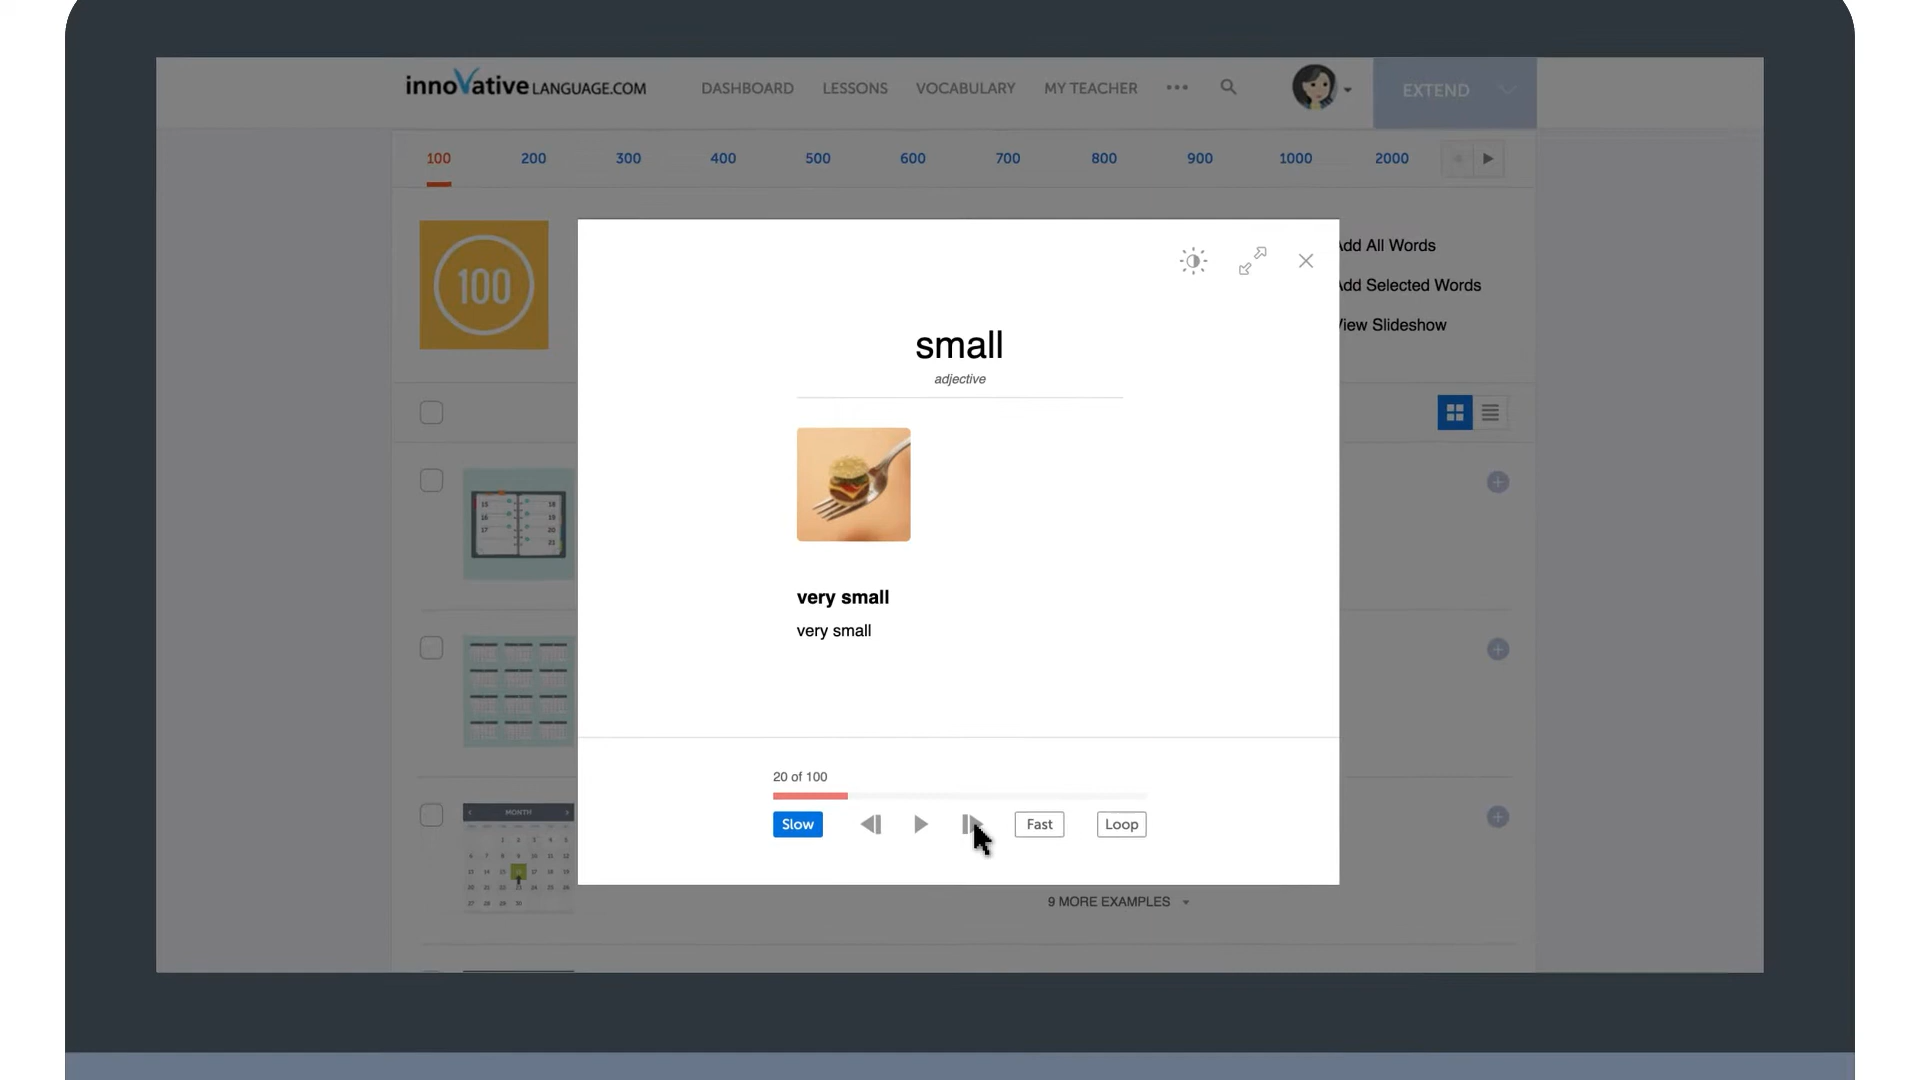 innoVative LANGUAGE.COM
DASHBOARD LESSONS VOCABULARY MY TEACHER ••• EXTEND
100 200 300 400 500 600 700 800 900 1000 2000
100
dd All Words
dd Selected Words
iew Slideshow
small
adjective
very small
very small
MONTH
20 of 100
Slow Fast Loop
9 MORE EXAMPLES